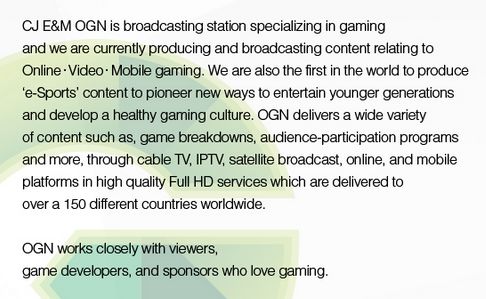 CJ E&M OGN is broadcasting station specializing in gaming
and we are currently producing and broadcasting content relating to
Online·Video·Mobile gaming. We are also the first in the world to produce
‘e-Sports’ content to pioneer new ways to entertain younger generations
and develop a healthy gaming culture. OGN delivers a wide variety
of content such as, game breakdowns, audience-participation programs
and more, through cable TV, IPTV, satellite broadcast, online, and mobile
platforms in high quality Full HD services which are delivered to
over a 150 different countries worldwide.
OGN works closely with viewers,
game developers, and sponsors who love gaming.